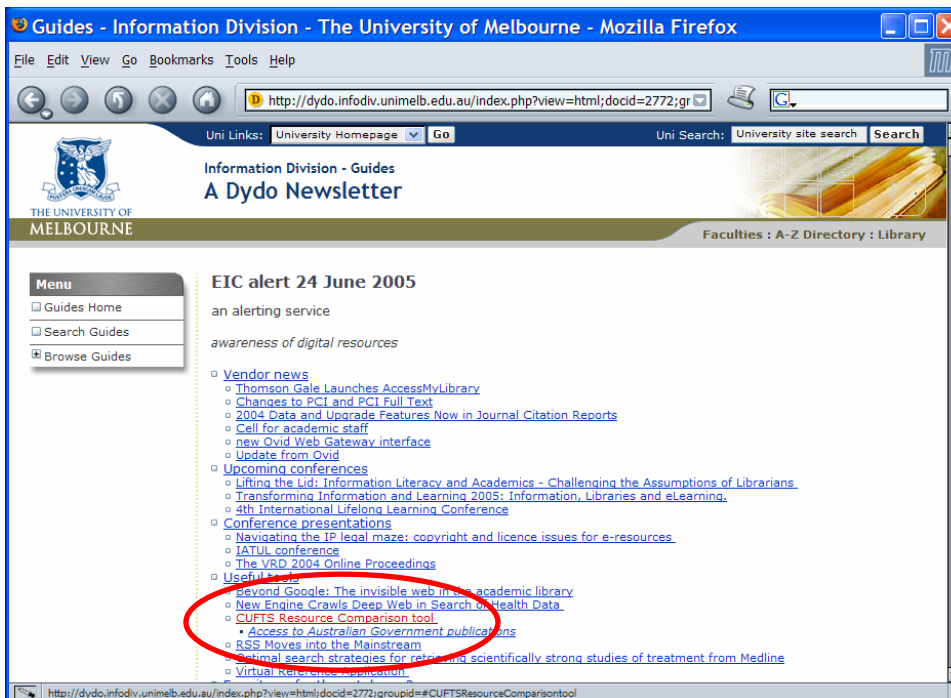 Guides - Information Division - The University of Melbourne - Mozilla Firefox
File Edit View Go Bookmarks Tools Help
http://dydo.infodiv.unimelb.edu.au/index.php?view=html;docid=2772;gr
G
Uni Links: University Homepage Go Uni Search: University site search Search
Information Division - Guides
A Dydo Newsletter
THE UNIVERSITY OF
MELBOURNE
Faculties : A-Z Directory : Library
Menu
Guides Home
Search Guides
Browse Guides
EIC alert 24 June 2005
an alerting service
awareness of digital resources
Vendor news
Thomson Gale Launches AccessMyLibrary
Changes to PCI and PCI Full Text
2004 Data and Upgrade Features Now in Journal Citation Reports
Cell for academic staff
new Ovid Web Gateway interface
Update from Ovid
Upcoming conferences
Lifting the Lid: Information Literacy and Academics - Challenging the Assumptions of Librarians
Transforming Information and Learning 2005: Information, Libraries and eLearning.
4th International Lifelong Learning Conference
Conference presentations
Navigating the IP legal maze: copyright and licence issues for e-resources
IATUL conference
The VRD 2004 Online Proceedings
Useful tools
Beyond Google: The invisible web in the academic library
New Engine Crawls Deep Web in Search of Health Data
CUFTS Resource Comparison tool
Access to Australian Government publications
RSS Moves into the Mainstream
Optimal search strategies for retrieving scientifically strong studies of treatment from Medline
Virtual Reference Application
http://dydo.infodiv.unimelb.edu.au/index.php?view=html;docid=2772;groupid=#CUFTSResourceComparisontool